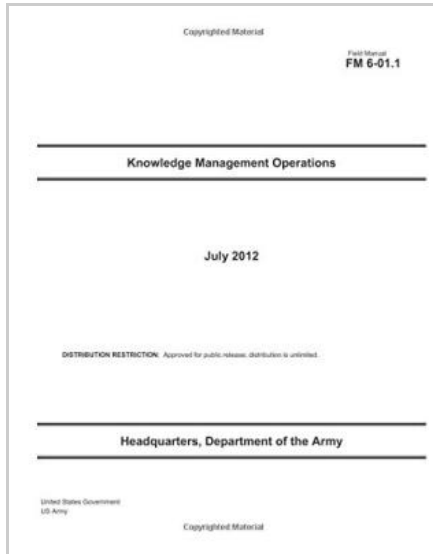 Copyrighted Material
Field Manual
FM 6-01.1
Knowledge Management Operations
July 2012
DISTRIBUTION RESTRICTION: Approved for public release; distribution is unlimited.
Headquarters, Department of the Army
United States Government
US Army
Copyrighted Material